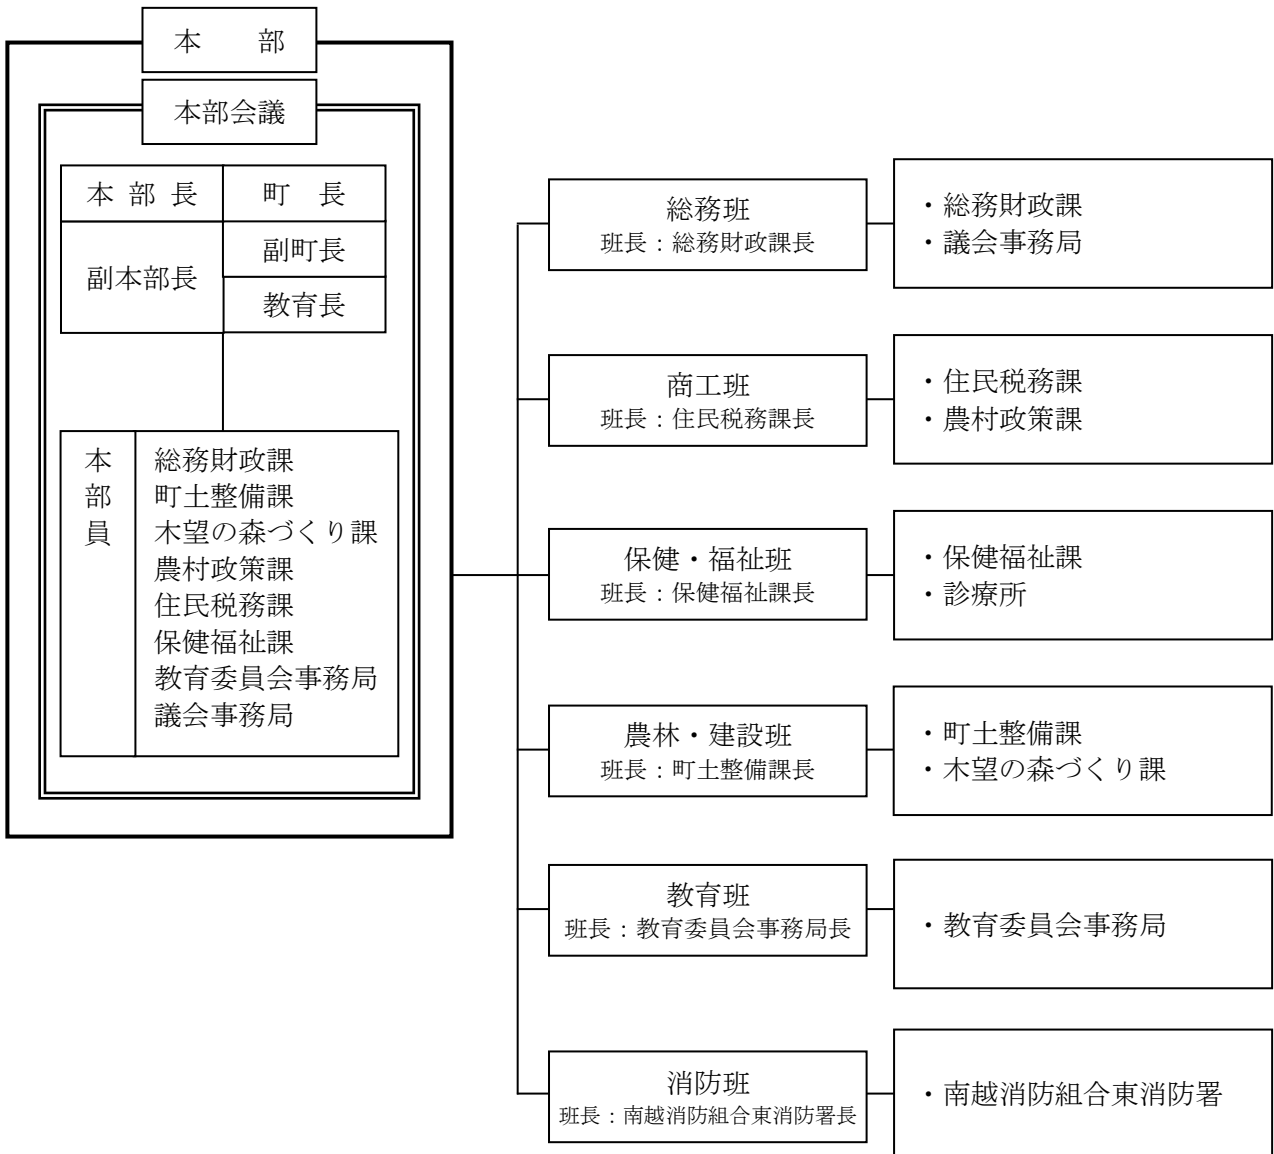 本　　部
本部会議
本 部 長
町　長
副本部長
副町長
教育長
本部員
総務財政課
町土整備課
木望の森づくり課
農村政策課
住民税務課
保健福祉課
教育委員会事務局
議会事務局
総務班
班長：総務財政課長
・総務財政課
・議会事務局
商工班
班長：住民税務課長
・住民税務課
・農村政策課
保健・福祉班
班長：保健福祉課長
・保健福祉課
・診療所
農林・建設班
班長：町土整備課長
・町土整備課
・木望の森づくり課
教育班
班長：教育委員会事務局長
・教育委員会事務局
消防班
班長：南越消防組合東消防署長
・南越消防組合東消防署